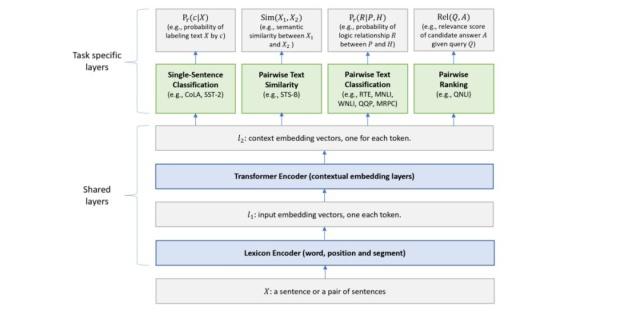 P_r(c|X)
(e.g., probability of
labeling text X by c)
Sim(X_1, X_2)
(e.g., semantic
similarity between X_1
and X_2 )
P_r(R|P, H)
(e.g., probability of
logic relationship R
between P and H)
Rel(Q, A)
(e.g., relevance score
of candidate answer A
given query Q)
Task specific
layers
Single-Sentence
Classification
(e.g., CoLA, SST-2)
Pairwise Text
Similarity
(e.g., STS-B)
Pairwise Text
Classification
(e.g., RTE, MNLI,
WNLI, QQP, MRPC)
Pairwise
Ranking
(e.g., QNLI)
Shared
layers
l_2: context embedding vectors, one for each token.
Transformer Encoder (contextual embedding layers)
l_1: input embedding vectors, one each token.
Lexicon Encoder (word, position and segment)
X: a sentence or a pair of sentences